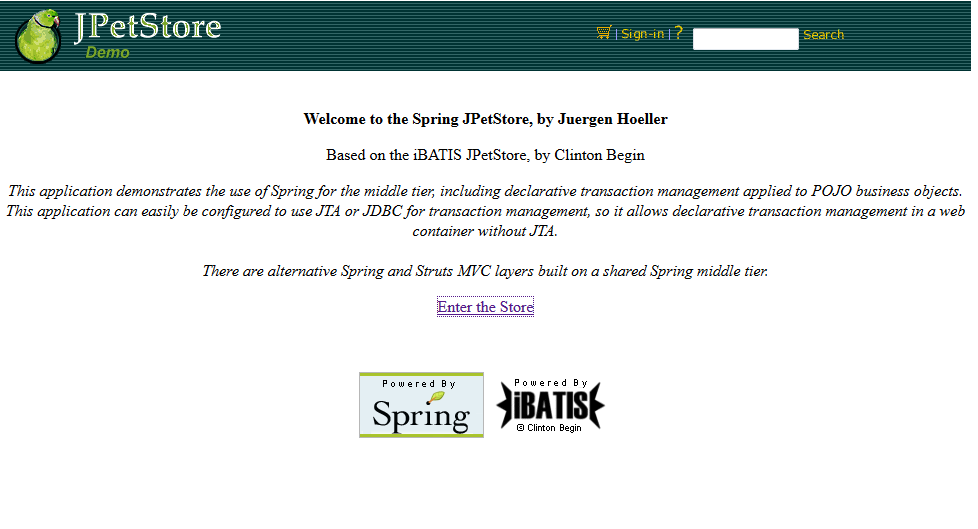 JPetStore
Demo
| Sign-in | ?
Search
Welcome to the Spring JPetStore, by Juergen Hoeller
Based on the iBATIS JPetStore, by Clinton Begin
This application demonstrates the use of Spring for the middle tier, including declarative transaction management applied to POJO business objects.
This application can easily be configured to use JTA or JDBC for transaction management, so it allows declarative transaction management in a web
container without JTA.
There are alternative Spring and Struts MVC layers built on a shared Spring middle tier.
Enter the Store
Powered By
Spring
Powered By
iBATIS
© Clinton Begin